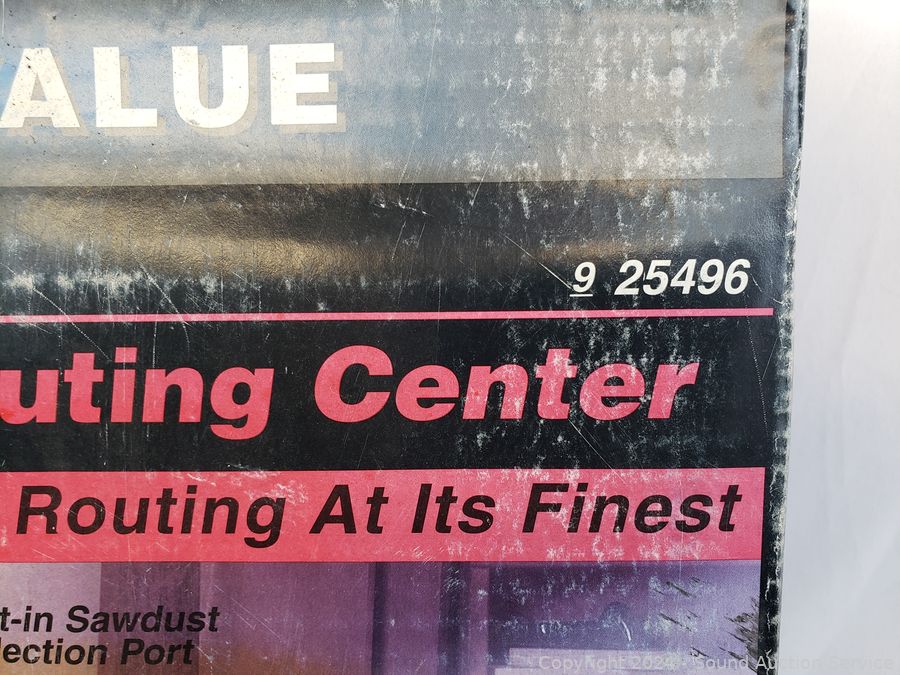 ALUE
9 25496
uting Center
Routing At Its Finest
t-in Sawdust
lection Port
Copyright 2024 - Sound Auction Service